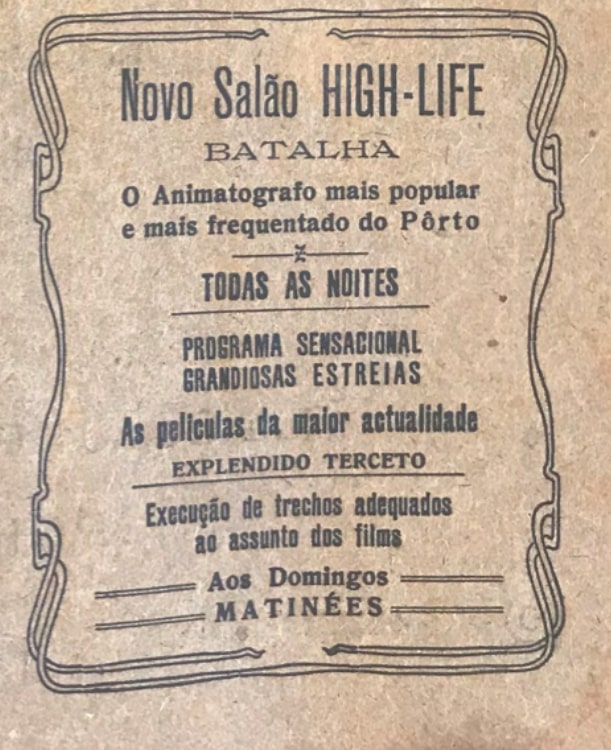 Novo Salão HIGH-LIFE
BATALHA
O Animatografo mais popular
e mais frequentado do Pôrto
TODAS AS NOITES
PROGRAMA SENSACIONAL
GRANDIOSAS ESTREIAS
As peliculas da maior actualidade
EXPLENDIDO TERCETO
Execução de trechos adequados
ao assunto dos films
Aos Domingos
MATINÉES